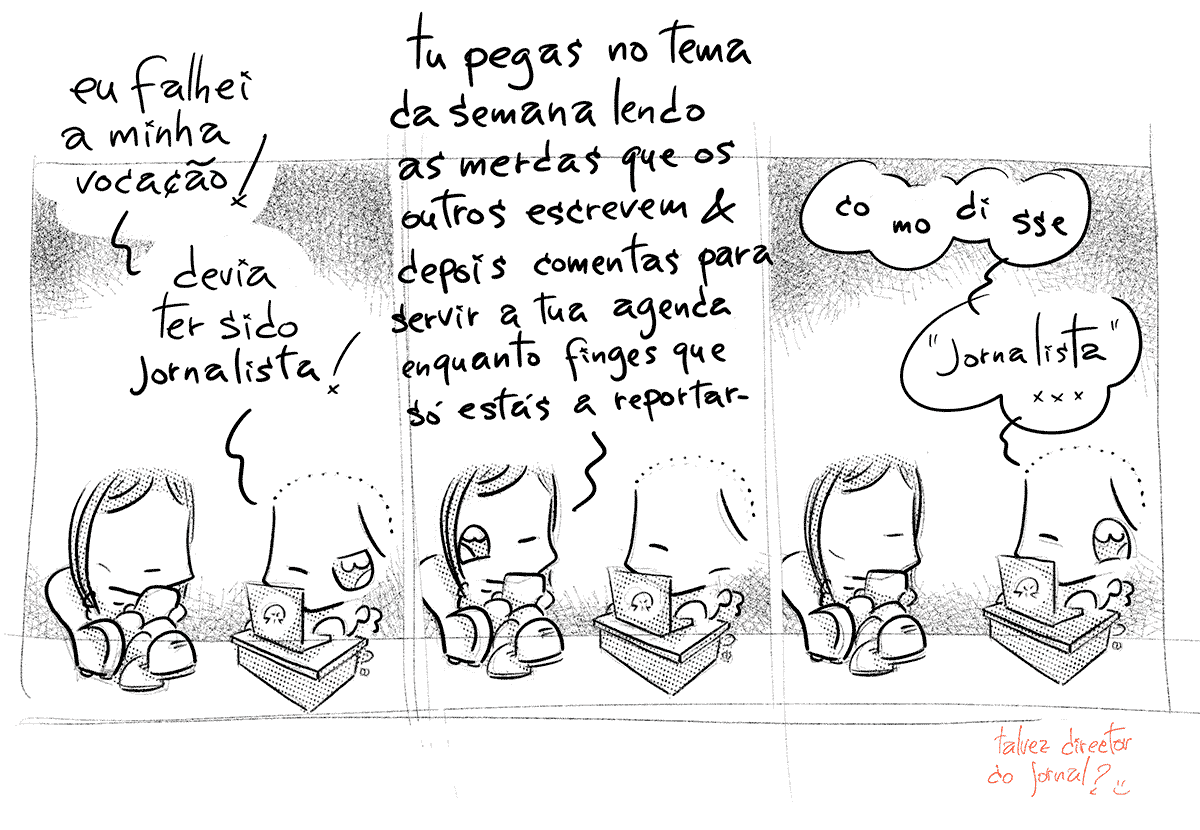 eu falhei
a minha
vocação!
devia
ter sido
jornalista!
tu pegas no tema
da semana lendo
as merdas que os
outros escrevem &
depois comentas para
servir a tua agenda
enquanto finges que
só estás a reportar-
co mo di sse
"jornalista"
x x x
talvez director
do jornal? :)